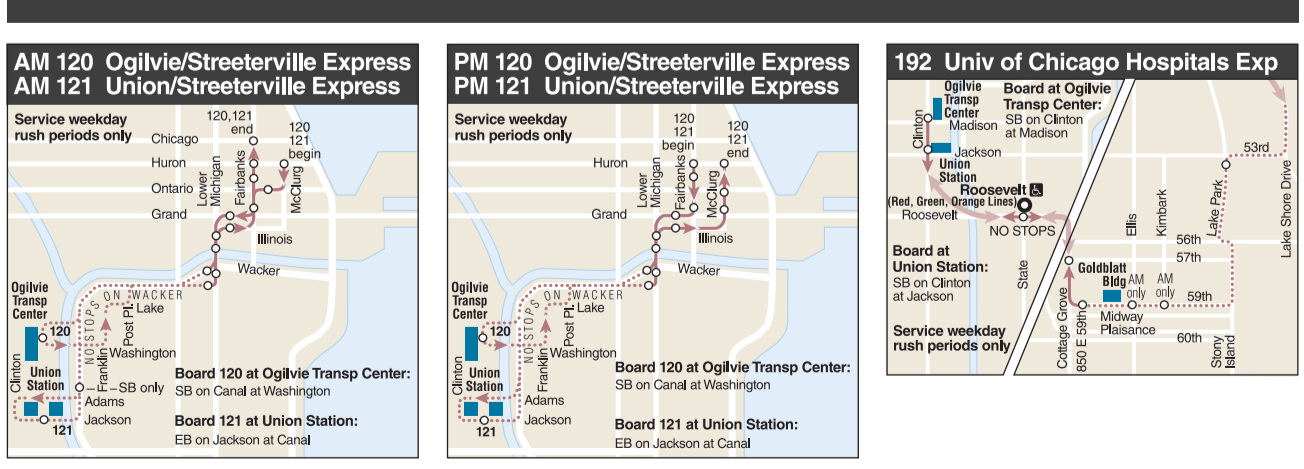 AM 120 Ogilvie/Streeterville Express
AM 121 Union/Streeterville Express
Service weekday
rush periods only
120,121
end
120
121
begin
Chicago
Huron
Ontario
Grand
Lower
Michigan
Fairbanks
McClurg
Illinois
Wacker
NO STOPS ON WACKER
Lake
Post Pl.
Ogilvie
Transp
Center
120
Washington
Franklin
Clinton
Union
Station
SB only
Adams
Jackson
121
Board 120 at Ogilvie Transp Center:
SB on Canal at Washington
Board 121 at Union Station:
EB on Jackson at Canal
PM 120 Ogilvie/Streeterville Express
PM 121 Union/Streeterville Express
Service weekday
rush periods only
120
121
begin
120
121
end
Huron
Grand
Lower
Michigan
Fairbanks
McClurg
Illinois
Wacker
NO STOPS ON WACKER
Lake
Post Pl.
Ogilvie
Transp
Center
120
Washington
Franklin
Clinton
Union
Station
Adams
Jackson
121
Board 120 at Ogilvie Transp Center:
SB on Canal at Washington
Board 121 at Union Station:
EB on Jackson at Canal
192 Univ of Chicago Hospitals Exp
Ogilvie
Transp
Center
Board at Ogilvie
Transp Center:
SB on Clinton
at Madison
Clinton
Madison
Jackson
Union
Station
Roosevelt
(Red, Green, Orange Lines)
Roosevelt
NO STOPS
State
Board at
Union Station:
SB on Clinton
at Jackson
Service weekday
rush periods only
53rd
Lake Park
Lake Shore Drive
Ellis
Kimbark
56th
57th
Goldblatt
Bldg
AM
only
AM
only
59th
Midway
Plaisance
60th
Cottage Grove
850 E 59th
Stony
Island